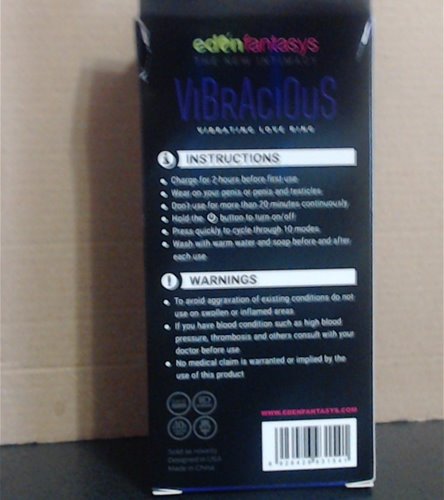 edenfantasys
THE NEW INTIMACY
VIBRACIOUS
VIBRATING LOVE RING
INSTRUCTIONS
Charge for 2 hours before first use.
Wear on your penis or penis and testicles.
Don't use for more than 20 minutes continuously.
Hold the button to turn on/off
Press quickly to cycle through 10 modes.
Wash with warm water and soap before and after
each use
WARNINGS
To avoid aggravation of existing conditions do not
use on swollen or inflamed areas.
If you have blood condition such as high blood
pressure, thrombosis and others consult with your
doctor before use.
No medical claim is warranted or implied by the
use of this product
WWW.EDENFANTASYS.COM
Sold as novelty
Designed in USA
Made in China